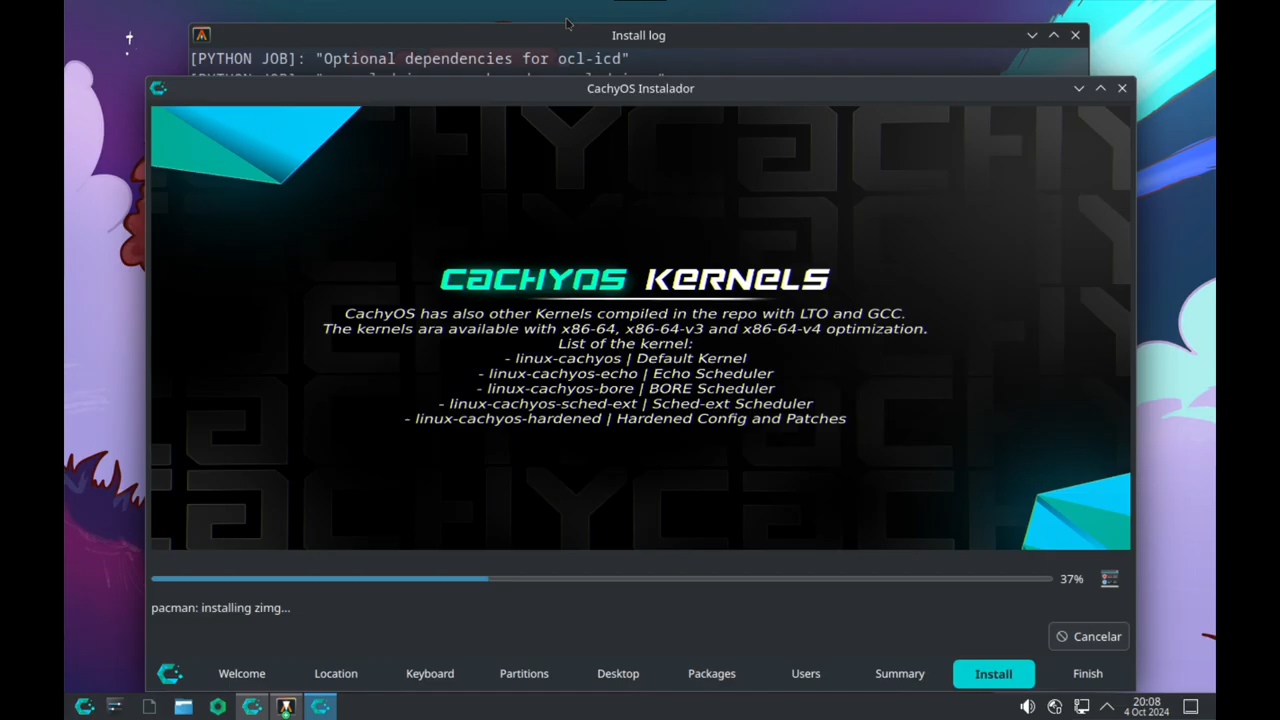 Install log
[PYTHON JOB]: "Optional dependencies for ocl-icd"
CachyOS Instalador
CACHYOS KERNELS
CachyOS has also other Kernels compiled in the repo with LTO and GCC.
The kernels ara available with x86-64, x86-64-v3 and x86-64-v4 optimization.
List of the kernel:
- linux-cachyos | Default Kernel
- linux-cachyos-echo | Echo Scheduler
- linux-cachyos-bore | BORE Scheduler
- linux-cachyos-sched-ext | Sched-ext Scheduler
- linux-cachyos-hardened | Hardened Config and Patches
37%
pacman: installing zimg...
Cancelar
Welcome Location Keyboard Partitions Desktop Packages Users Summary Install Finish
20:08
4 Oct 2024